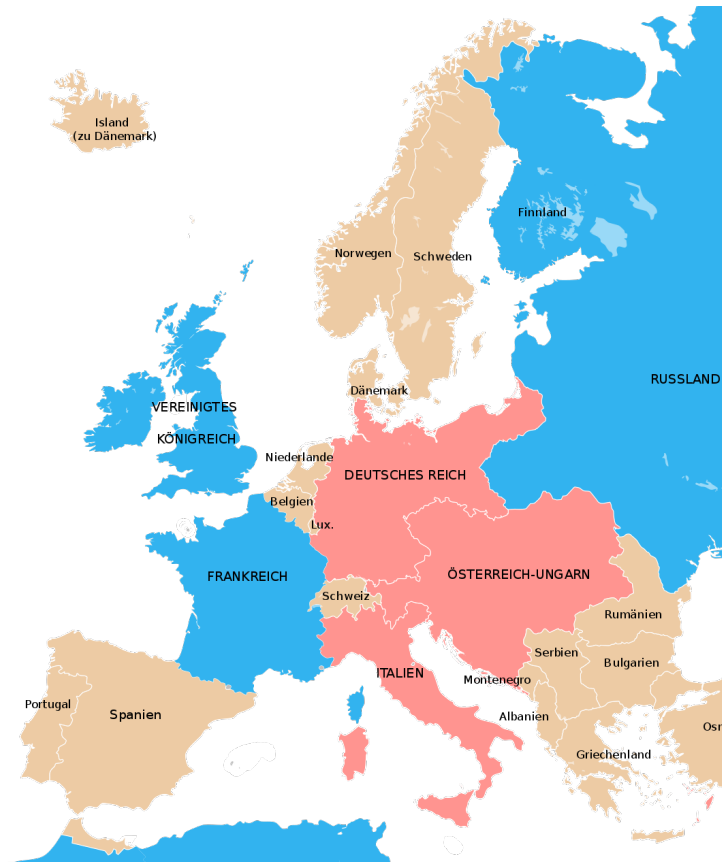 Island
(zu Dänemark)
Finnland
Norwegen
Schweden
RUSSLAND
Dänemark
VEREINIGTES
KÖNIGREICH
Niederlande
DEUTSCHES REICH
Belgien
Lux.
FRANKREICH
ÖSTERREICH-UNGARN
Schweiz
Rumänien
Serbien
Bulgarien
ITALIEN
Montenegro
Portugal
Spanien
Albanien
Osr
Griechenland